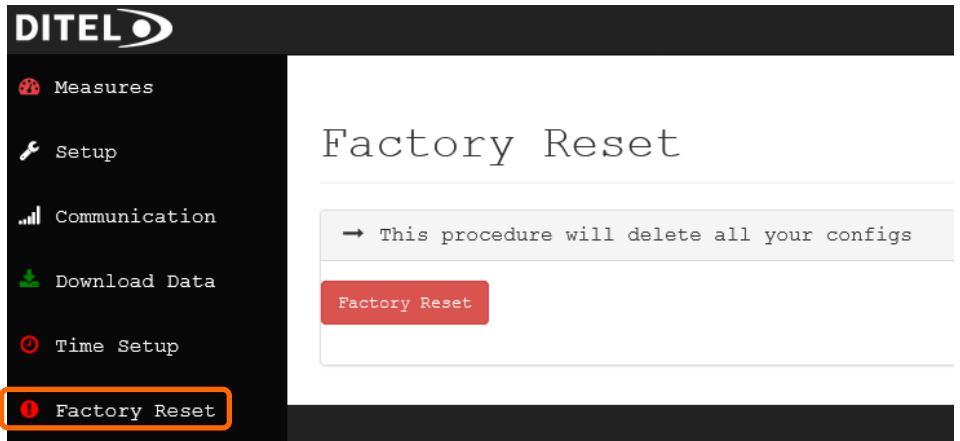 DITEL
Measures
Setup
Communication
Download Data
Time Setup
Factory Reset
Factory Reset
This procedure will delete all your configs
Factory Reset